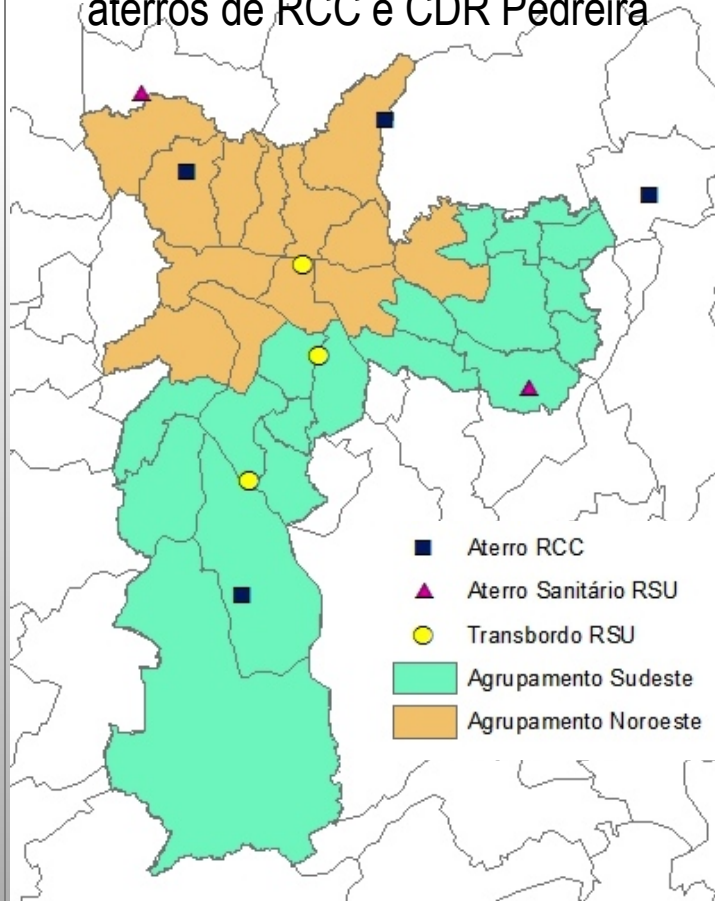 aterros de RCC e CDR Pedreira
Aterro RCC
Aterro Sanitário RSU
Transbordo RSU
Agrupamento Sudeste
Agrupamento Noroeste